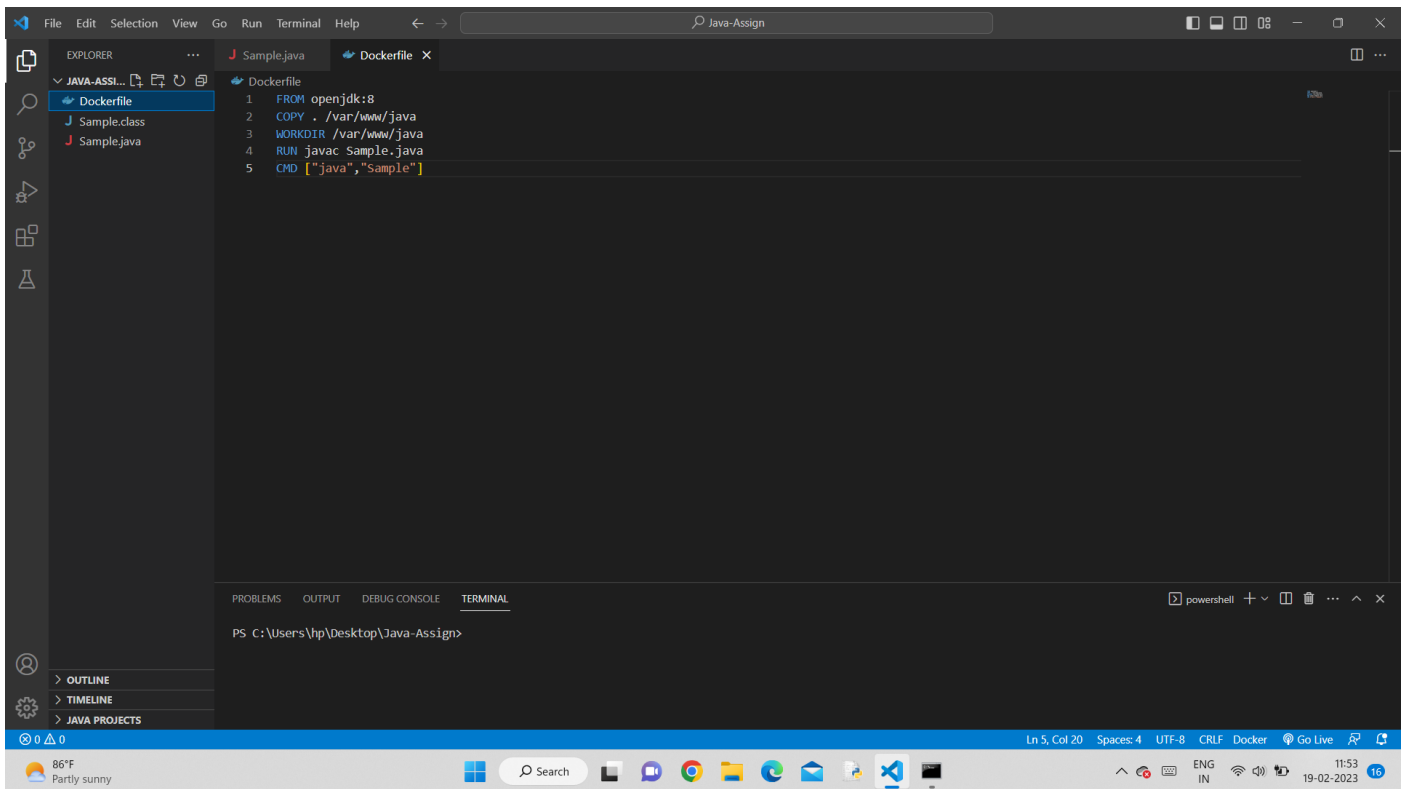 File Edit Selection View Go Run Terminal Help
Java-Assign
EXPLORER
JAVA-ASSI...
Dockerfile
Sample.class
Sample.java
OUTLINE
TIMELINE
JAVA PROJECTS
Sample.java Dockerfile
Dockerfile
1 FROM openjdk:8
2 COPY . /var/www/java
3 WORKDIR /var/www/java
4 RUN javac Sample.java
5 CMD ["java","Sample"]
PROBLEMS OUTPUT DEBUG CONSOLE TERMINAL
powershell
PS C:\Users\hp\Desktop\Java-Assign>
0 0
Ln 5, Col 20 Spaces: 4 UTF-8 CRLF Docker Go Live
86°F
Partly sunny
Search
ENG
IN
11:53
19-02-2023
16